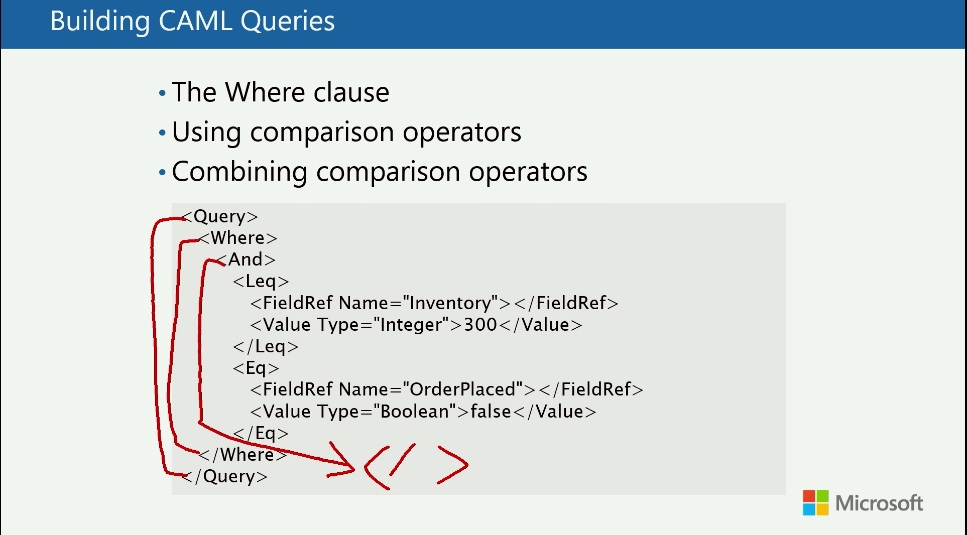 Building CAML Queries
• The Where clause
• Using comparison operators
• Combining comparison operators
<Query>
<Where>
<And>
<Leq>
<FieldRef Name="Inventory"></FieldRef>
<Value Type="Integer">300</Value>
</Leq>
<Eq>
<FieldRef Name="OrderPlaced"></FieldRef>
<Value Type="Boolean">false</Value>
</Eq>
</Where>
</ >
</Query>
Microsoft